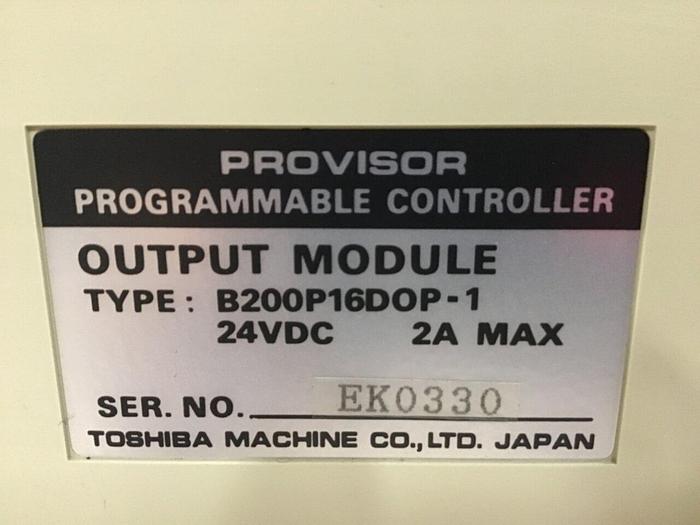 PROVISOR
PROGRAMMABLE CONTROLLER
OUTPUT MODULE
TYPE: B200P16DOP-1
24VDC 2A MAX
SER. NO. EK0330
TOSHIBA MACHINE CO., LTD. JAPAN